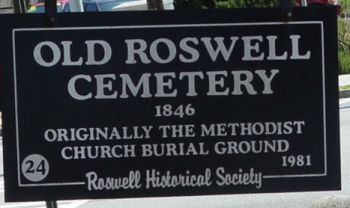 OLD ROSWELL
CEMETERY
1846
ORIGINALLY THE METHODIST
CHURCH BURIAL GROUND
24
1981
Roswell Historical Society